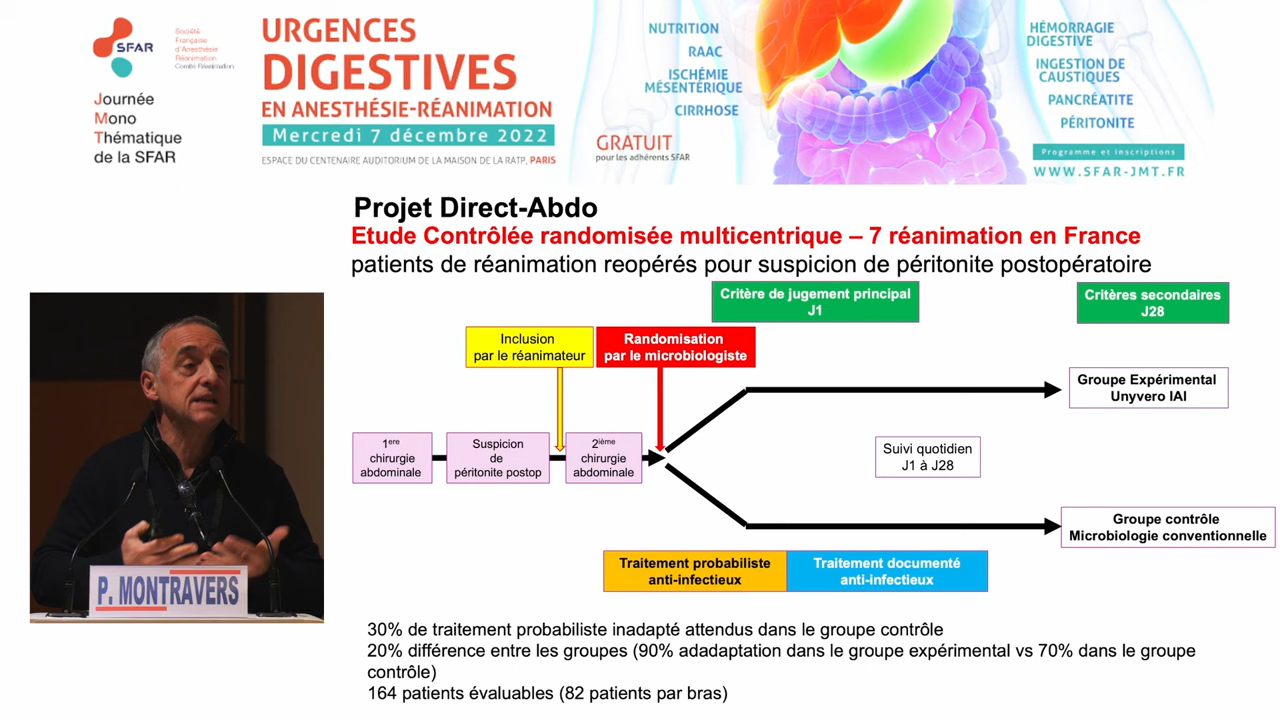 SFAR
Société
Française
d'Anesthésie
Réanimation
Comité Réanimation
Journée
Mono
Thématique
de la SFAR
URGENCES
DIGESTIVES
EN ANESTHÉSIE-RÉANIMATION
Mercredi 7 décembre 2022
ESPACE DU CENTENAIRE AUDITORIUM DE LA MAISON DE LA RATP, PARIS
NUTRITION
RAAC
ISCHÉMIE
MÉSENTÉRIQUE
CIRRHOSE
GRATUIT
pour les adhérents SFAR
HÉMORRAGIE
DIGESTIVE
INGESTION DE
CAUSTIQUES
PANCRÉATITE
PÉRITONITE
Programme et inscriptions
WWW.SFAR-JMT.FR
Projet Direct-Abdo
Etude Contrôlée randomisée multicentrique – 7 réanimation en France
patients de réanimation reopérés pour suspicion de péritonite postopératoire
Critère de jugement principal
J1
Critères secondaires
J28
Inclusion
par le réanimateur
Randomisation
par le microbiologiste
Groupe Expérimental
Unyvero IAI
1ere
chirurgie
abdominale
Suspicion
de
péritonite postop
2ième
chirurgie
abdominale
Suivi quotidien
J1 à J28
Groupe contrôle
Microbiologie conventionnelle
Traitement probabiliste
anti-infectieux
Traitement documenté
anti-infectieux
P. MONTRAVERS
30% de traitement probabiliste inadapté attendus dans le groupe contrôle
20% différence entre les groupes (90% adadaptation dans le groupe expérimental vs 70% dans le groupe
contrôle)
164 patients évaluables (82 patients par bras)